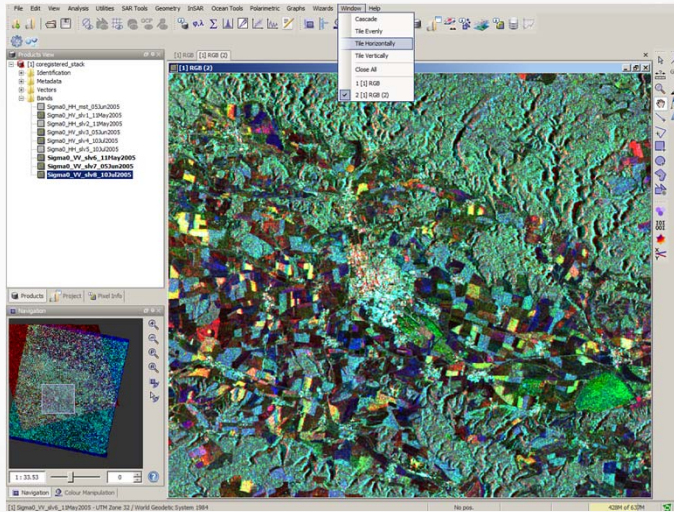 File Edit View Analysis Utilities SAR Tools Geometry InSAR Ocean Tools Polarimetric Graphs Wizards Window Help
Cascade
Tile Evenly
Tile Horizontally
Tile Vertically
Close All
1 [1] RGB
2 [1] RGB (2)
Products View
[1] coregistered_stack
Identification
Metadata
Vectors
Bands
Sigma0_HH_mst_05Jun2005
Sigma0_HV_slv1_11May2005
Sigma0_HH_slv2_11May2005
Sigma0_HV_slv3_05Jun2005
Sigma0_HV_slv4_10Jul2005
Sigma0_HH_slv5_10Jul2005
Sigma0_VV_slv6_11May2005
Sigma0_VV_slv7_05Jun2005
Sigma0_VV_slv8_10Jul2005
[1] RGB [1] RGB (2)
[1] RGB (2)
Products Project Pixel Info
Navigation
1 : 33.53 0
Navigation Colour Manipulation
[1] Sigma0_VV_slv6_11May2005 - UTM Zone 32 / World Geodetic System 1984 No pos.